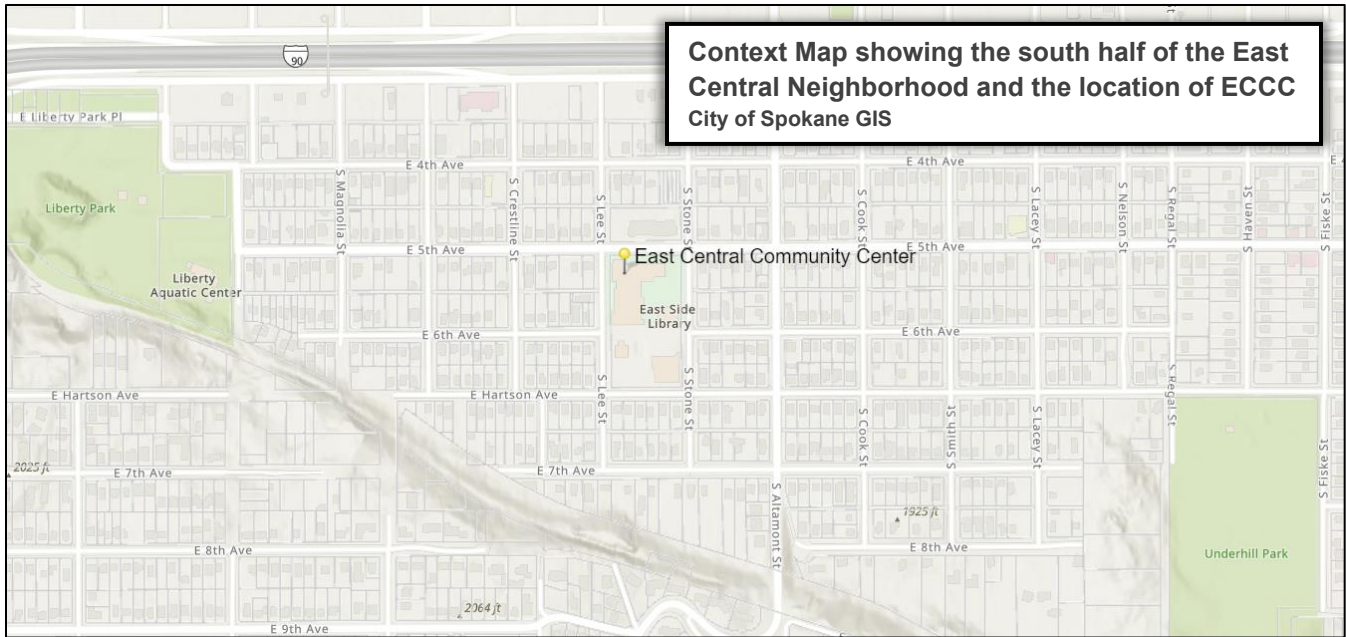 Context Map showing the south half of the East
Central Neighborhood and the location of ECCC
City of Spokane GIS
90
E Liberty Park Pl
E 4th Ave
E 4th Ave
S Magnolia St
S Crestline St
S Lee St
S Stone St
S Cook St
S Lacey St
S Nelson St
S Regal St
S Haven St
S Fiske St
Liberty Park
E 5th Ave
E 5th Ave
East Central Community Center
Liberty
Aquatic Center
East Side
Library
E 6th Ave
E 6th Ave
E Hartson Ave
E Hartson Ave
S Lee St
S Stone St
S Cook St
S Smith St
S Lacey St
S Regal St
S Fiske St
2025 ft
E 7th Ave
E 7th Ave
S Altamont St
1925 ft
E 8th Ave
E 8th Ave
Underhill Park
2064 ft
E 9th Ave